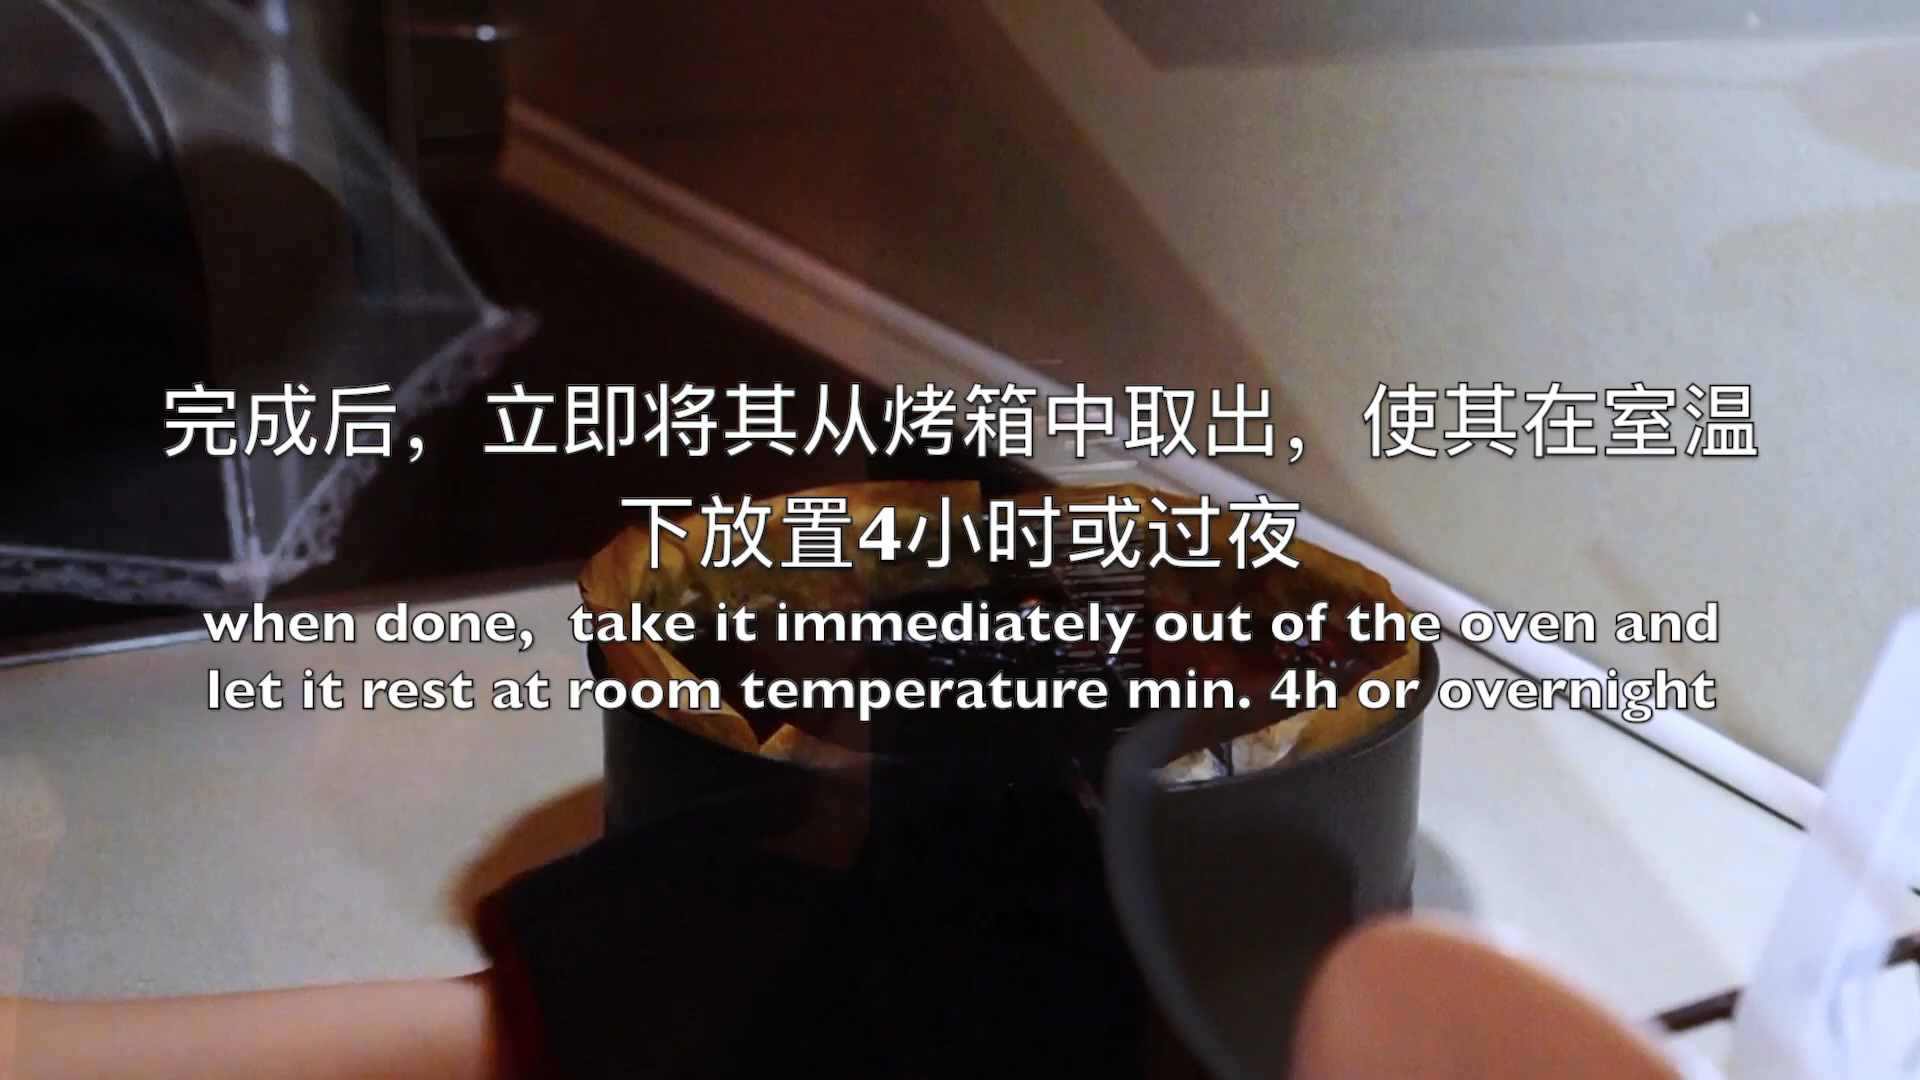 完成后，立即将其从烤箱中取出，使其在室温
下放置4小时或过夜
when done, take it immediately out of the oven and
let it rest at room temperature min. 4h or overnight